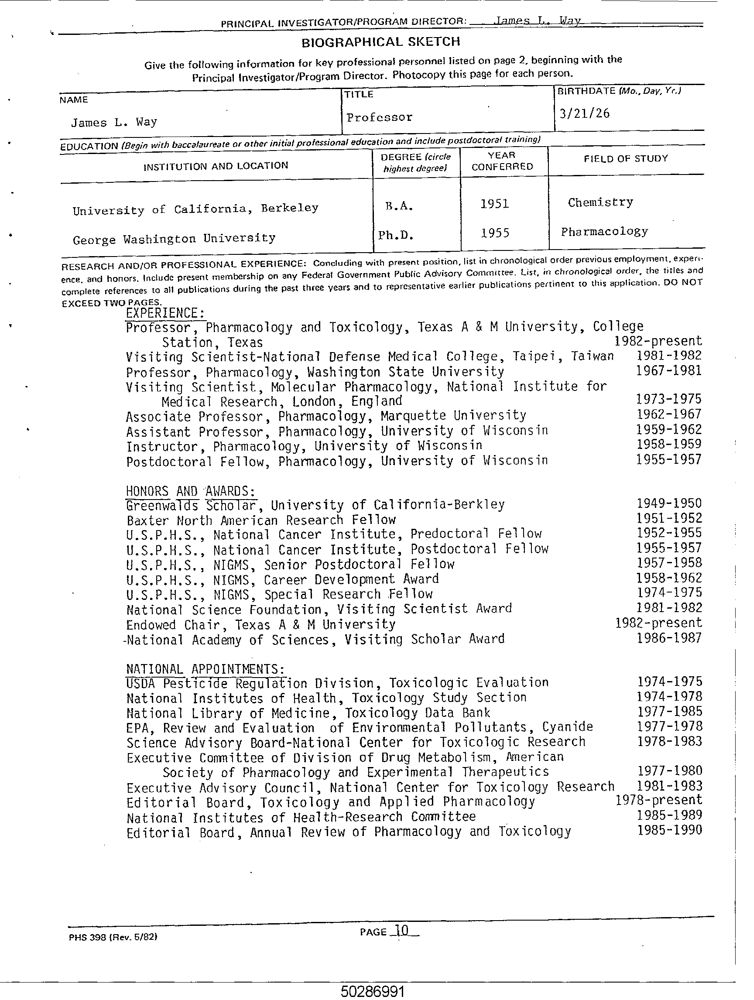 PRINCIPAL INVESTIGATOR/PROGRAM DIRECTOR: James L. Way
BIOGRAPHICAL SKETCH
Give the following information for key professional personnel listed on page 2, beginning with the
Principal Investigator/Program Director. Photocopy this page for each person.
NAME TITLE BIRTHDATE (Mo., Day, Yr.)
James L. Way Professor 3/21/26
EDUCATION (Begin with baccalaureate or other initial professional education and include postdoctoral training)
INSTITUTION AND LOCATION DEGREE (circle highest degree) YEAR CONFERRED FIELD OF STUDY
University of California, Berkeley B.A. 1951 Chemistry
George Washington University Ph.D. 1955 Pharmacology
RESEARCH AND/OR PROFESSIONAL EXPERIENCE: Concluding with present position, list in chronological order previous employment, experi-
ence, and honors. Include present membership on any Federal Government Public Advisory Committee. List, in chronological order, the titles and
complete references to all publications during the past three years and to representative earlier publications pertinent to this application. DO NOT
EXCEED TWO PAGES.
EXPERIENCE:
Professor, Pharmacology and Toxicology, Texas A & M University, College
Station, Texas 1982-present
Visiting Scientist-National Defense Medical College, Taipei, Taiwan 1981-1982
Professor, Pharmacology, Washington State University 1967-1981
Visiting Scientist, Molecular Pharmacology, National Institute for
Medical Research, London, England 1973-1975
Associate Professor, Pharmacology, Marquette University 1962-1967
Assistant Professor, Pharmacology, University of Wisconsin 1959-1962
Instructor, Pharmacology, University of Wisconsin 1958-1959
Postdoctoral Fellow, Pharmacology, University of Wisconsin 1955-1957
HONORS AND AWARDS:
Greenwalds Scholar, University of California-Berkley 1949-1950
Baxter North American Research Fellow 1951-1952
U.S.P.H.S., National Cancer Institute, Predoctoral Fellow 1952-1955
U.S.P.H.S., National Cancer Institute, Postdoctoral Fellow 1955-1957
U.S.P.H.S., NIGMS, Senior Postdoctoral Fellow 1957-1958
U.S.P.H.S., NIGMS, Career Development Award 1958-1962
U.S.P.H.S., NIGMS, Special Research Fellow 1974-1975
National Science Foundation, Visiting Scientist Award 1981-1982
Endowed Chair, Texas A & M University 1982-present
-National Academy of Sciences, Visiting Scholar Award 1986-1987
NATIONAL APPOINTMENTS:
USDA Pesticide Regulation Division, Toxicologic Evaluation 1974-1975
National Institutes of Health, Toxicology Study Section 1974-1978
National Library of Medicine, Toxicology Data Bank 1977-1985
EPA, Review and Evaluation of Environmental Pollutants, Cyanide 1977-1978
Science Advisory Board-National Center for Toxicologic Research 1978-1983
Executive Committee of Division of Drug Metabolism, American
Society of Pharmacology and Experimental Therapeutics 1977-1980
Executive Advisory Council, National Center for Toxicology Research 1981-1983
Editorial Board, Toxicology and Applied Pharmacology 1978-present
National Institutes of Health-Research Committee 1985-1989
Editorial Board, Annual Review of Pharmacology and Toxicology 1985-1990
PHS 398 (Rev. 5/82) PAGE 10
50286991